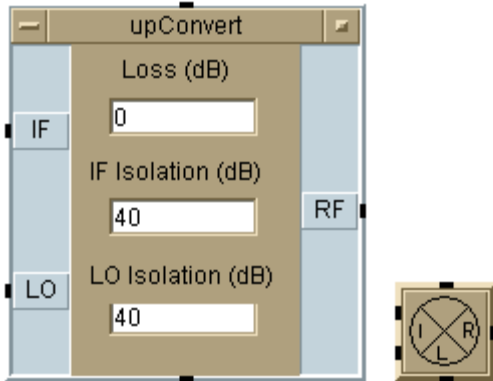 upConvert
Loss (dB)
0
IF
IF Isolation (dB)
40
RF
LO
LO Isolation (dB)
40
I R
L